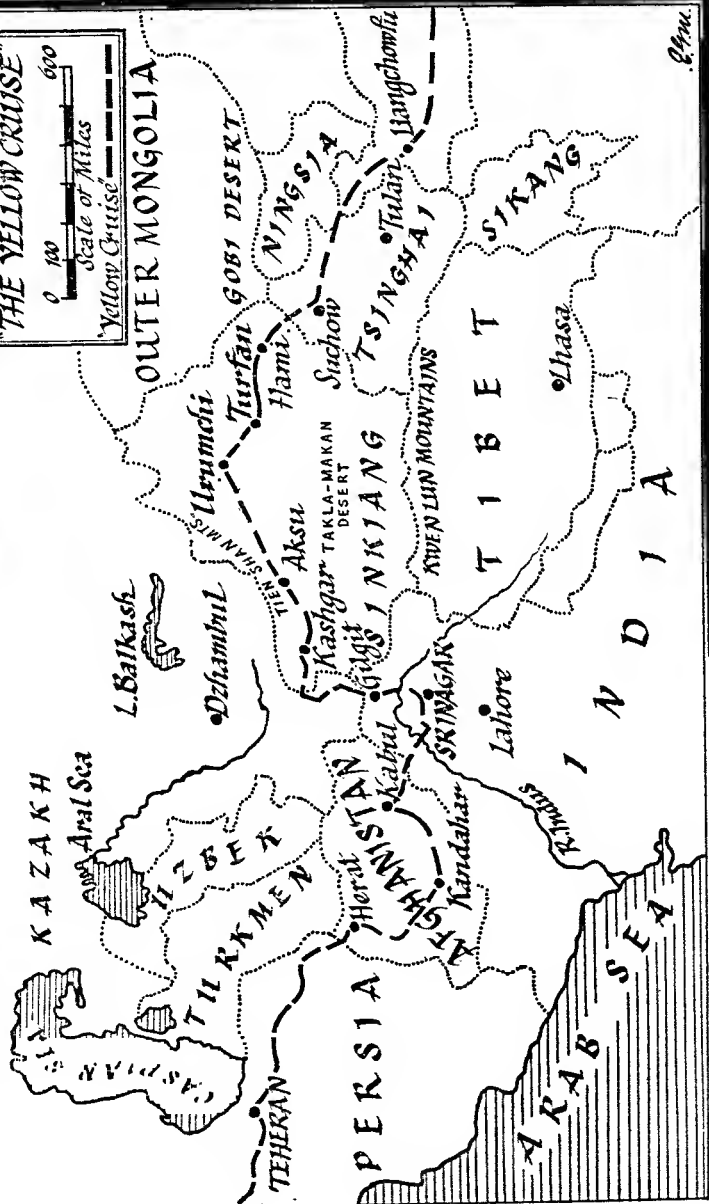 "THE YELLOW CRUISE"
0 100 600
Scale of Miles
"Yellow Cruise"
KAZAKH
Aral Sea
L. Balkash
OUTER MONGOLIA
CASPIAN SEA
UZBEK
Dzhambul
TIEN SHAN MTS
Urumchi
Turfan
Hami
GOBI DESERT
TURKMEN
Aksu
Kashgar
TAKLA-MAKAN
DESERT
Suchow
NINGSIA
TEHERAN
Herat
AFGHANISTAN
Kabul
Gilgit
SINKIANG
TSINGHAI
Tulan
Liangchowfu
PERSIA
Kandahar
SRINAGAR
KWEN LUN MOUNTAINS
Lahore
TIBET
SIKANG
R. Indus
Lhasa
ARAB SEA
INDIA